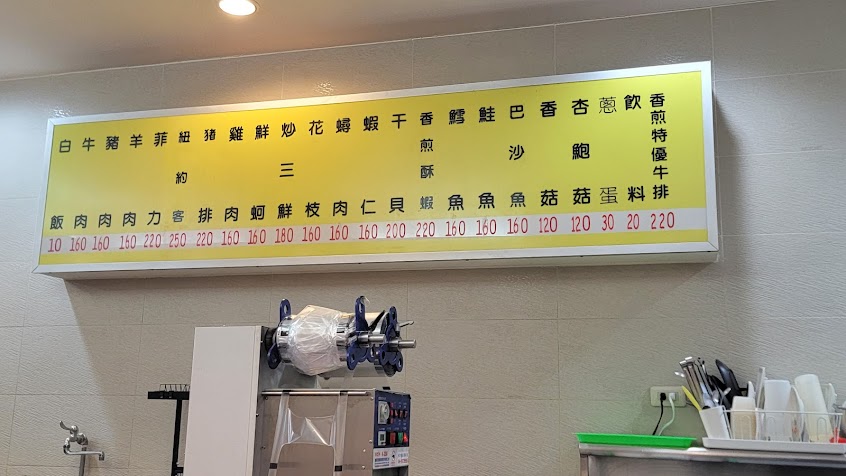 白飯 10
牛肉 160
豬肉 160
羊肉 160
菲力 220
紐約客 250
豬排 220
雞肉 160
鮮蚵 160
炒三鮮 180
花枝 160
蟳肉 160
蝦仁 160
干貝 200
香煎酥蝦 220
鱈魚 160
鮭魚 160
巴沙魚 160
香菇 120
杏鮑菇 120
蔥蛋 30
飲料 20
香煎特優牛排 220